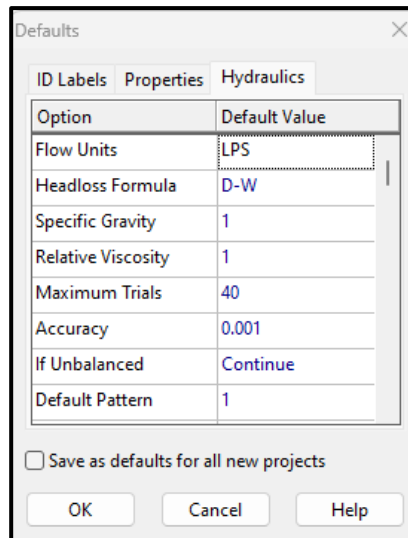 Defaults
ID Labels Properties Hydraulics
Option Default Value
Flow Units LPS
Headloss Formula D-W
Specific Gravity 1
Relative Viscosity 1
Maximum Trials 40
Accuracy 0.001
If Unbalanced Continue
Default Pattern 1
Save as defaults for all new projects
OK Cancel Help